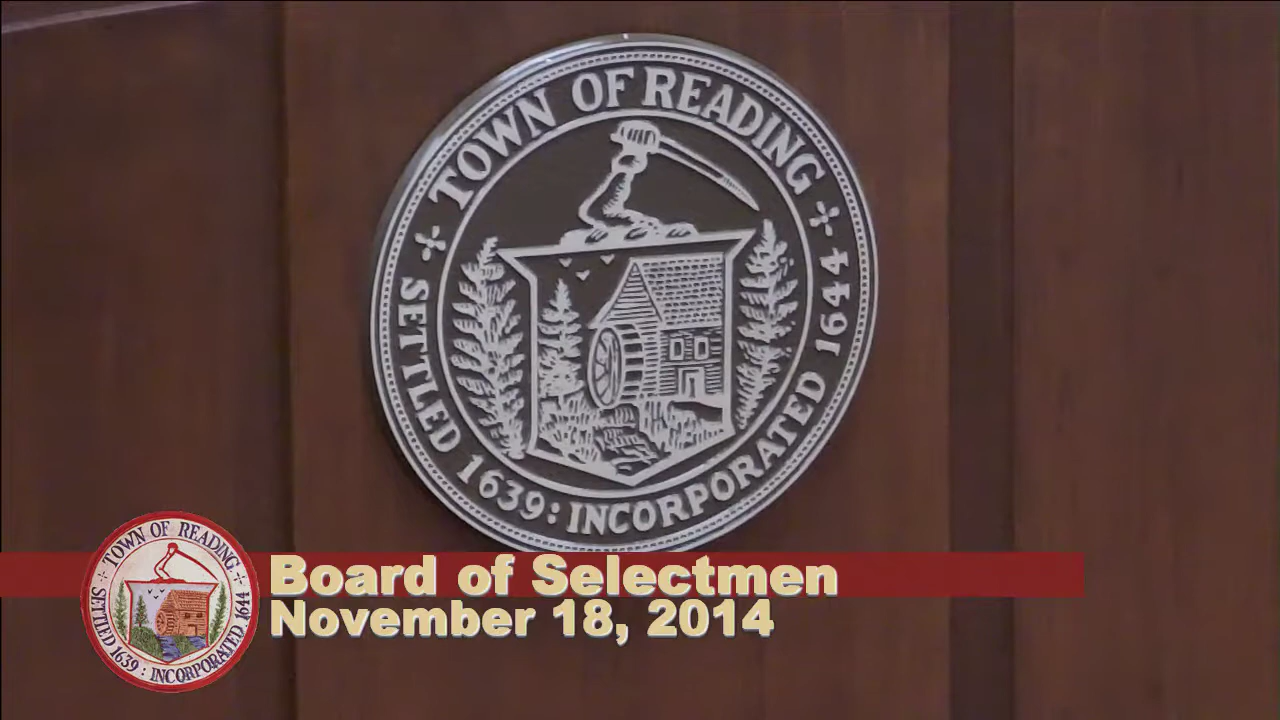 TOWN OF READING
SETTLED 1639: INCORPORATED 1644
TOWN OF READING
SETTLED 1639: INCORPORATED 1644
Board of Selectmen
November 18, 2014